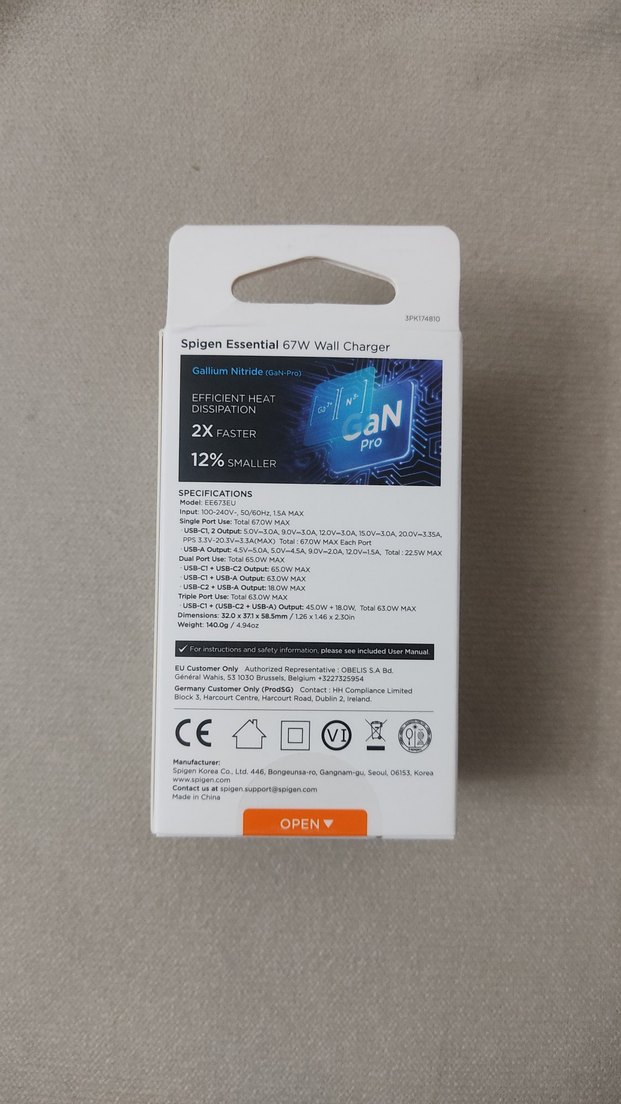 3PK174810
Spigen Essential 67W Wall Charger
Gallium Nitride (GaN-Pro)
EFFICIENT HEAT
DISSIPATION
2X FASTER
12% SMALLER
Ga³⁺ N³⁻
GaN
Pro
SPECIFICATIONS
Model: EE673EU
Input: 100-240V~, 50/60Hz, 1.5A MAX
Single Port Use: Total 67.0W MAX
· USB-C1, 2 Output: 5.0V⎓3.0A, 9.0V⎓3.0A, 12.0V⎓3.0A, 15.0V⎓3.0A, 20.0V⎓3.35A,
PPS 3.3V-20.3V⎓3.3A(MAX) Total : 67.0W MAX Each Port
· USB-A Output: 4.5V⎓5.0A, 5.0V⎓4.5A, 9.0V⎓2.0A, 12.0V⎓1.5A, Total : 22.5W MAX
Dual Port Use: Total 65.0W MAX
· USB-C1 + USB-C2 Output: 65.0W MAX
· USB-C1 + USB-A Output: 63.0W MAX
· USB-C2 + USB-A Output: 18.0W MAX
Triple Port Use: Total 63.0W MAX
· USB-C1 + (USB-C2 + USB-A) Output: 45.0W + 18.0W, Total 63.0W MAX
Dimensions: 32.0 x 37.1 x 58.5mm / 1.26 x 1.46 x 2.30in
Weight: 140.0g / 4.94oz
✓ For instructions and safety information, please see included User Manual.
EU Customer Only Authorized Representative : OBELIS S.A Bd.
Général Wahis, 53 1030 Brussels, Belgium +3227325954
Germany Customer Only (ProdSG) Contact : HH Compliance Limited
Block 3, Harcourt Centre, Harcourt Road, Dublin 2, Ireland.
CE VI
Manufacturer:
Spigen Korea Co., Ltd. 446, Bongeunsa-ro, Gangnam-gu, Seoul, 06153, Korea
www.spigen.com
Contact us at spigen.support@spigen.com
Made in China
OPEN ▼